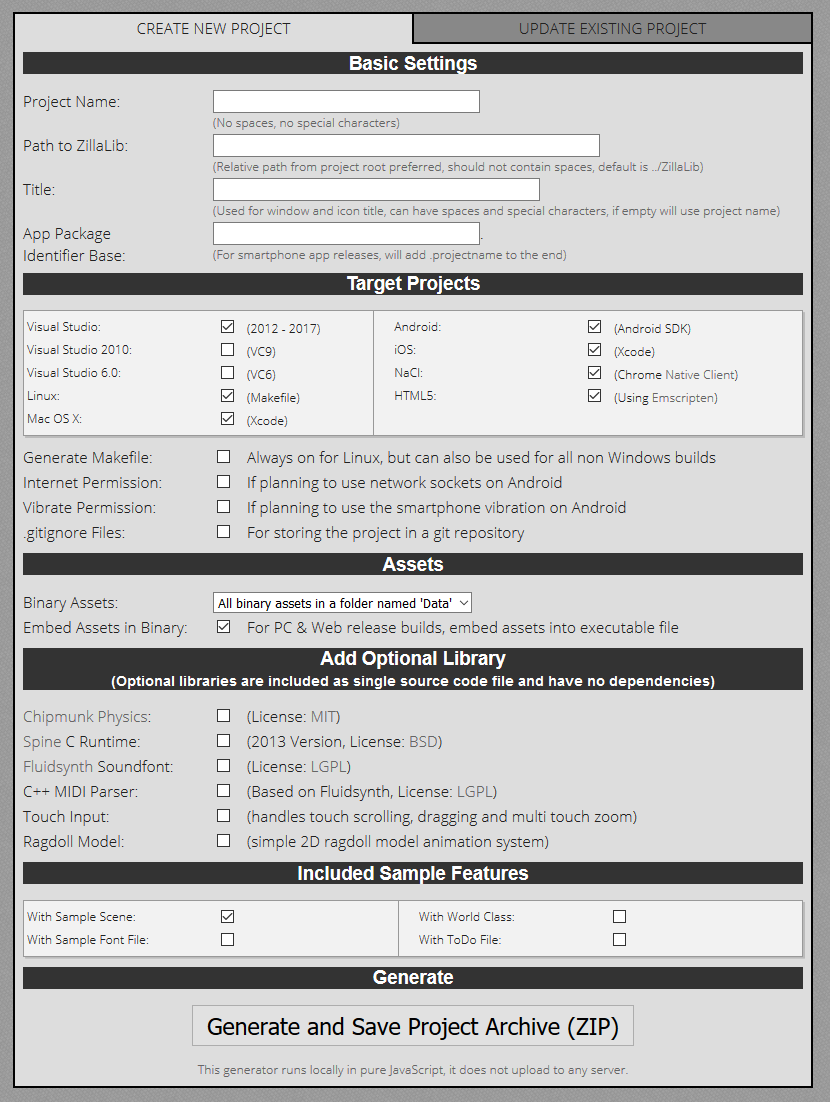 CREATE NEW PROJECT
UPDATE EXISTING PROJECT
Basic Settings
Project Name:
(No spaces, no special characters)
Path to ZillaLib:
(Relative path from project root preferred, should not contain spaces, default is ../ZillaLib)
Title:
(Used for window and icon title, can have spaces and special characters, if empty will use project name)
App Package
Identifier Base:
.
(For smartphone app releases, will add .projectname to the end)
Target Projects
Visual Studio: (2012 - 2017)
Visual Studio 2010: (VC9)
Visual Studio 6.0: (VC6)
Linux: (Makefile)
Mac OS X: (Xcode)
Android: (Android SDK)
iOS: (Xcode)
NaCl: (Chrome Native Client)
HTML5: (Using Emscripten)
Generate Makefile: Always on for Linux, but can also be used for all non Windows builds
Internet Permission: If planning to use network sockets on Android
Vibrate Permission: If planning to use the smartphone vibration on Android
.gitignore Files: For storing the project in a git repository
Assets
Binary Assets: All binary assets in a folder named 'Data'
Embed Assets in Binary: For PC & Web release builds, embed assets into executable file
Add Optional Library
(Optional libraries are included as single source code file and have no dependencies)
Chipmunk Physics: (License: MIT)
Spine C Runtime: (2013 Version, License: BSD)
Fluidsynth Soundfont: (License: LGPL)
C++ MIDI Parser: (Based on Fluidsynth, License: LGPL)
Touch Input: (handles touch scrolling, dragging and multi touch zoom)
Ragdoll Model: (simple 2D ragdoll model animation system)
Included Sample Features
With Sample Scene:
With Sample Font File:
With World Class:
With ToDo File:
Generate
Generate and Save Project Archive (ZIP)
This generator runs locally in pure JavaScript, it does not upload to any server.